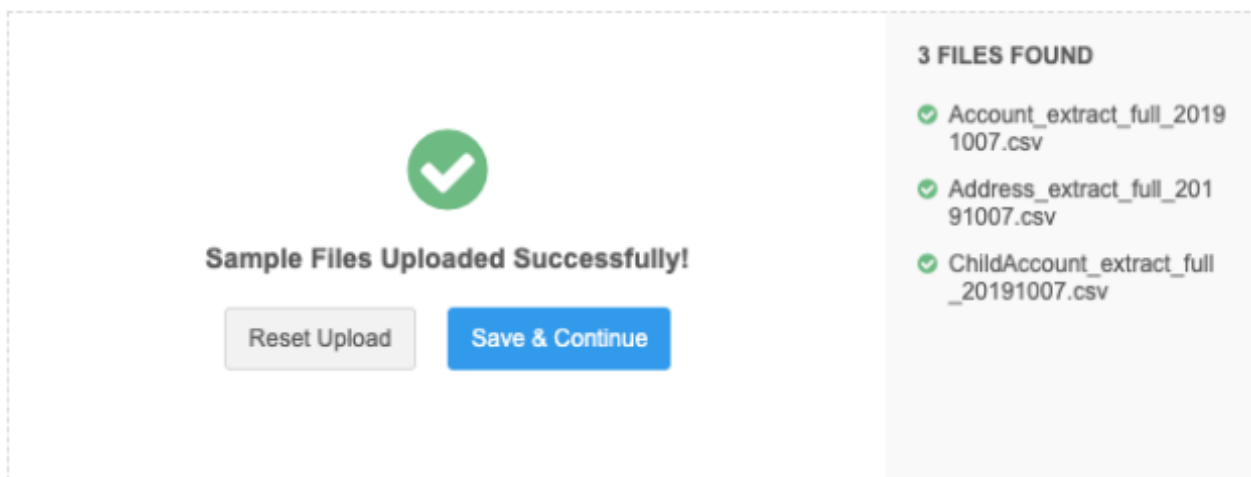 Sample Files Uploaded Successfully!
Reset Upload
Save & Continue
3 FILES FOUND
Account_extract_full_2019
1007.csv
Address_extract_full_201
91007.csv
ChildAccount_extract_full
_20191007.csv